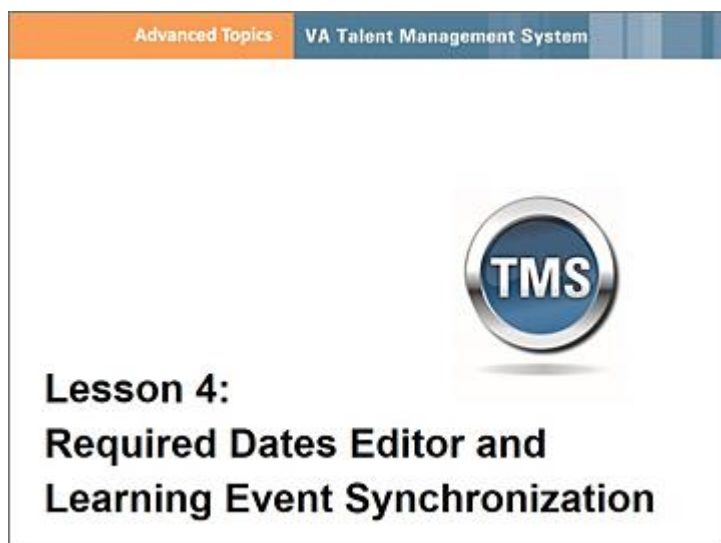 Advanced Topics
VA Talent Management System
TMS
Lesson 4:
Required Dates Editor and
Learning Event Synchronization